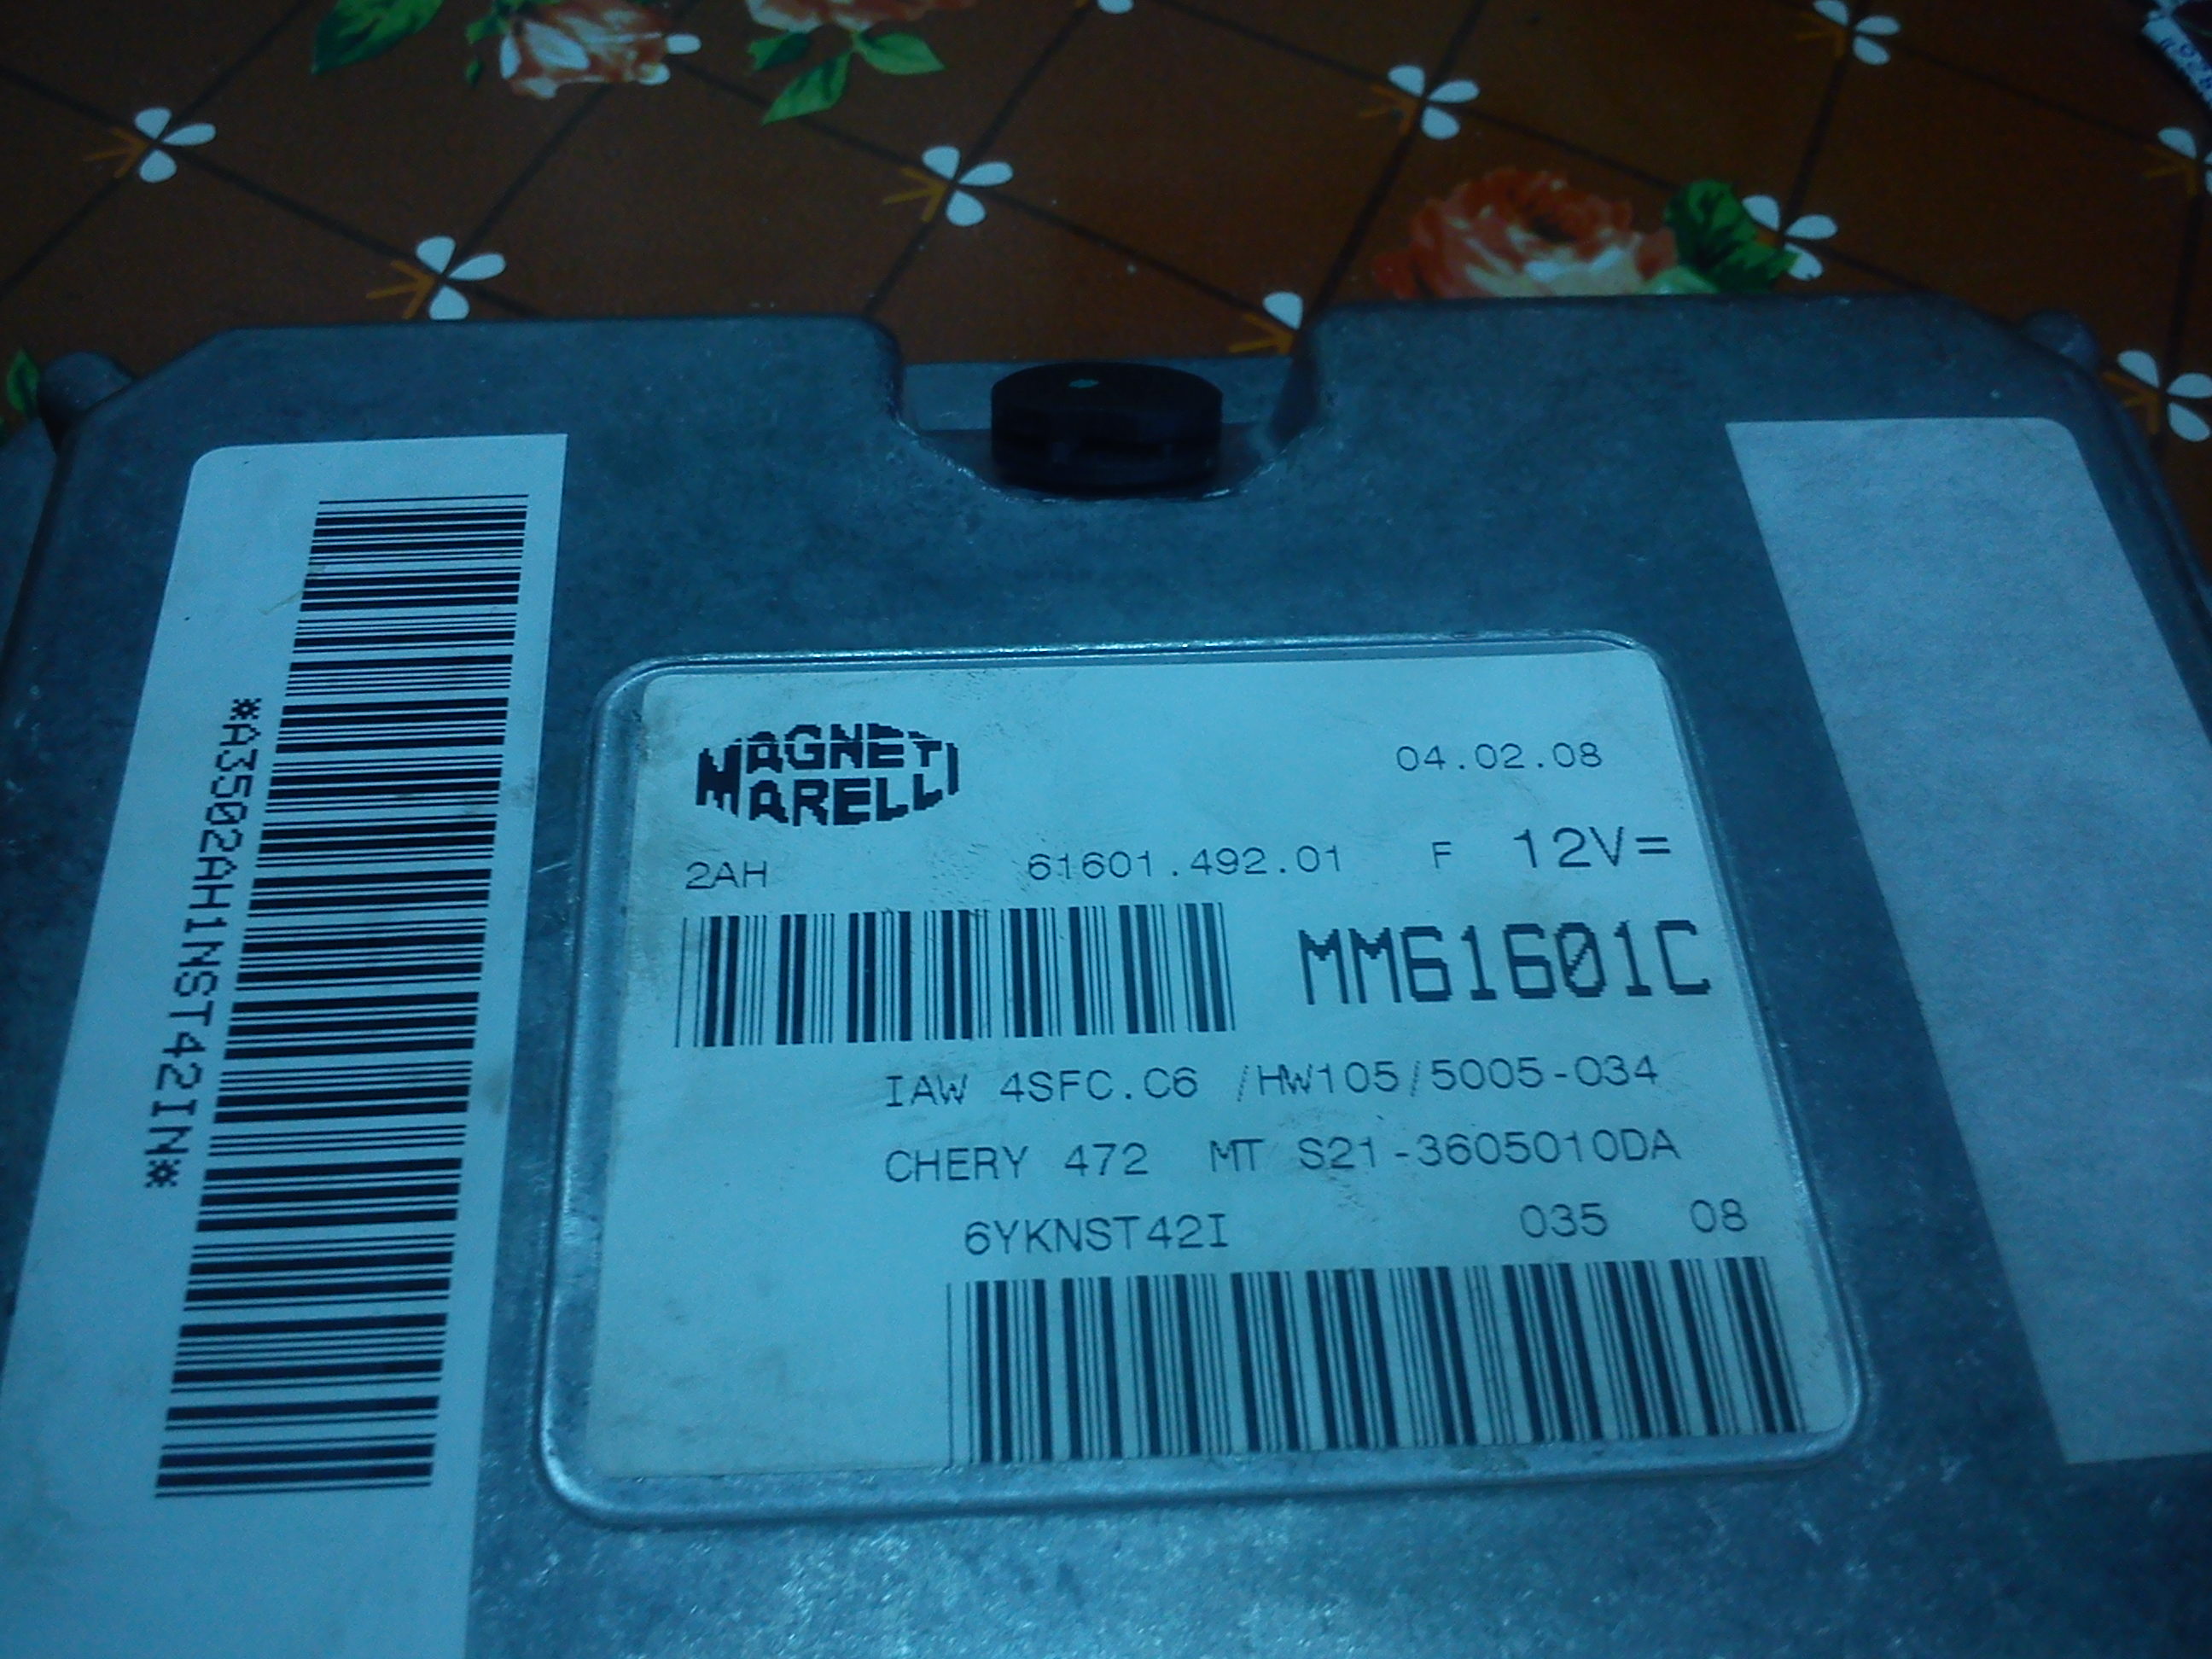 *A3502AH1NST42IN*
MAGNETI
MARELLI
04.02.08
2AH 61601.492.01 F 12V=
MM61601C
IAW 4SFC.C6 /HW105/5005-034
CHERY 472 MT S21-3605010DA
6YKNST42I 035 08